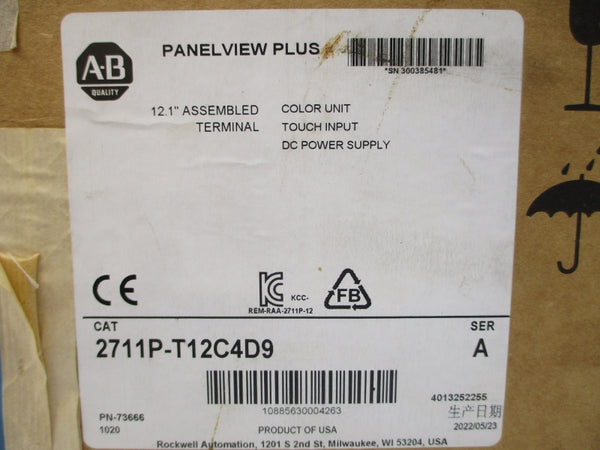 A-B
QUALITY
PANELVIEW PLUS
*SN 300385481*
12.1" ASSEMBLED TERMINAL
COLOR UNIT
TOUCH INPUT
DC POWER SUPPLY
CE
KC
KCC-
REM-RAA-2711P-12
FB
CAT
2711P-T12C4D9
SER
A
10885630004263
4013252255
生产日期
2022/05/23
PN-73666
1020
PRODUCT OF USA
Rockwell Automation, 1201 S 2nd St, Milwaukee, WI 53204, USA